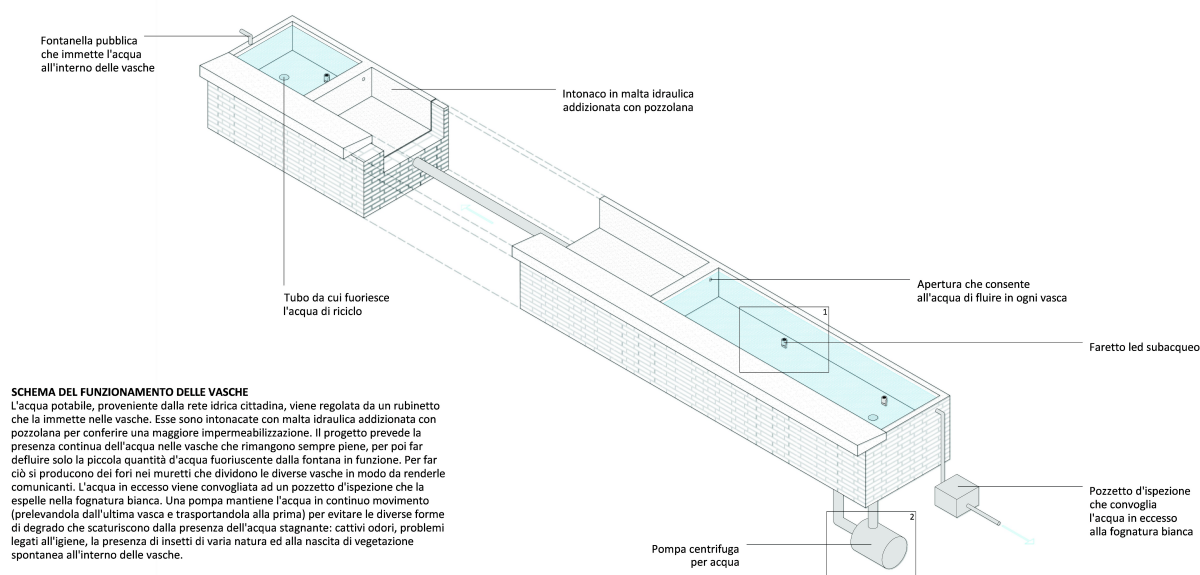 Fontanella pubblica
che immette l'acqua
all'interno delle vasche
Intonaco in malta idraulica
addizionata con pozzolana
Tubo da cui fuoriesce
l'acqua di riciclo
Apertura che consente
all'acqua di fluire in ogni vasca
1
Faretto led subacqueo
SCHEMA DEL FUNZIONAMENTO DELLE VASCHE
L'acqua potabile, proveniente dalla rete idrica cittadina, viene regolata da un rubinetto
che la immette nelle vasche. Esse sono intonacate con malta idraulica addizionata con
pozzolana per conferire una maggiore impermeabilizzazione. Il progetto prevede la
presenza continua dell'acqua nelle vasche che rimangono sempre piene, per poi far
defluire solo la piccola quantità d'acqua fuoriuscente dalla fontana in funzione. Per far
ciò si producono dei fori nei muretti che dividono le diverse vasche in modo da renderle
comunicanti. L'acqua in eccesso viene convogliata ad un pozzetto d'ispezione che la
espelle nella fognatura bianca. Una pompa mantiene l'acqua in continuo movimento
(prelevandola dall'ultima vasca e trasportandola alla prima) per evitare le diverse forme
di degrado che scaturiscono dalla presenza dell'acqua stagnante: cattivi odori, problemi
legati all'igiene, la presenza di insetti di varia natura ed alla nascita di vegetazione
spontanea all'interno delle vasche.
Pozzetto d'ispezione
che convoglia
l'acqua in eccesso
alla fognatura bianca
2
Pompa centrifuga
per acqua